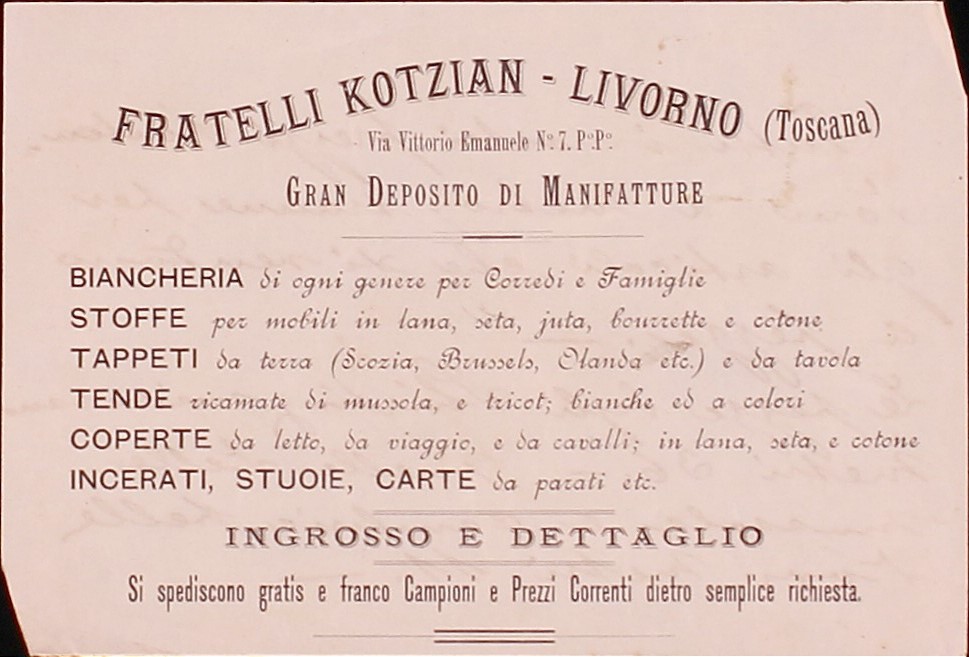 FRATELLI KOTZIAN - LIVORNO (Toscana)
Via Vittorio Emanuele Nº 7. Pº Pº
GRAN DEPOSITO DI MANIFATTURE
BIANCHERIA di ogni genere per Corredi e Famiglie
STOFFE per mobili in lana, seta, juta, bourrette e cotone
TAPPETI da terra (Scozia, Brussels, Olanda etc.) e da tavola
TENDE ricamate di mussola, e tricot; bianche ed a colori
COPERTE da letto, da viaggio, e da cavalli; in lana, seta, e cotone
INCERATI, STUOIE, CARTE da parati etc.
INGROSSO E DETTAGLIO
Si spediscono gratis e franco Campioni e Prezzi Correnti dietro semplice richiesta.